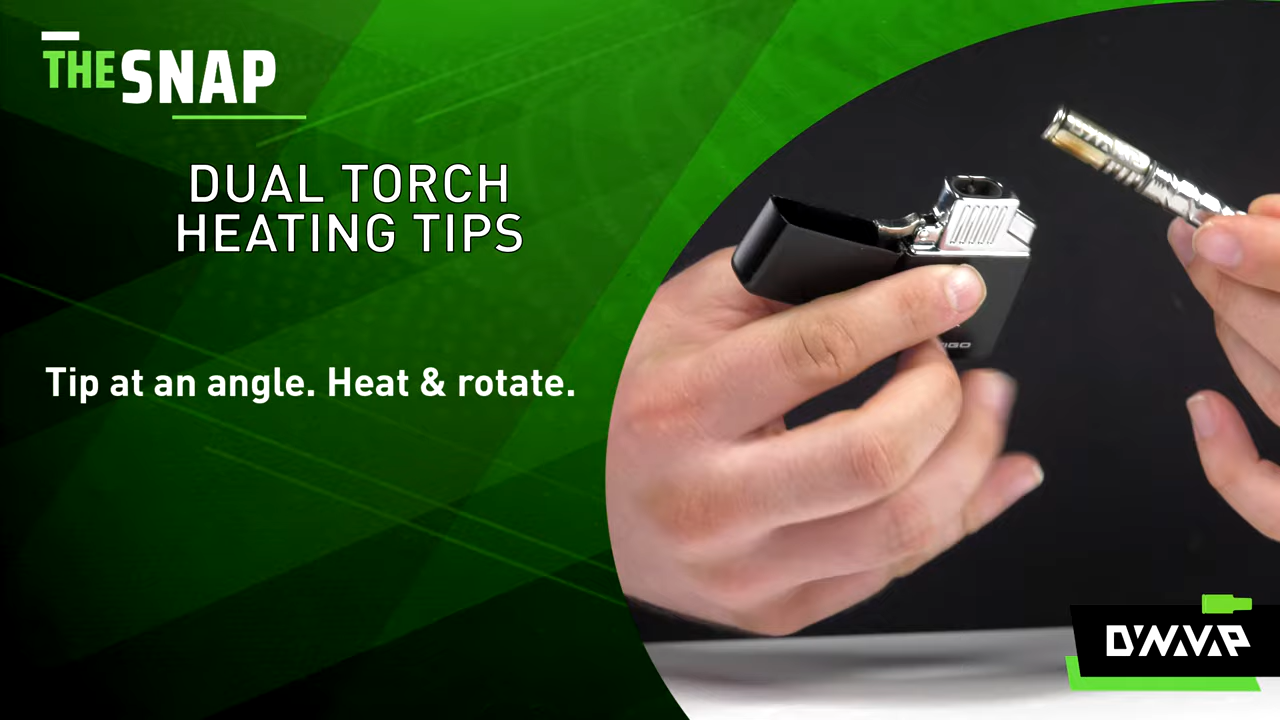 THE SNAP
DUAL TORCH
HEATING TIPS
Tip at an angle. Heat & rotate.
DYNAVAP